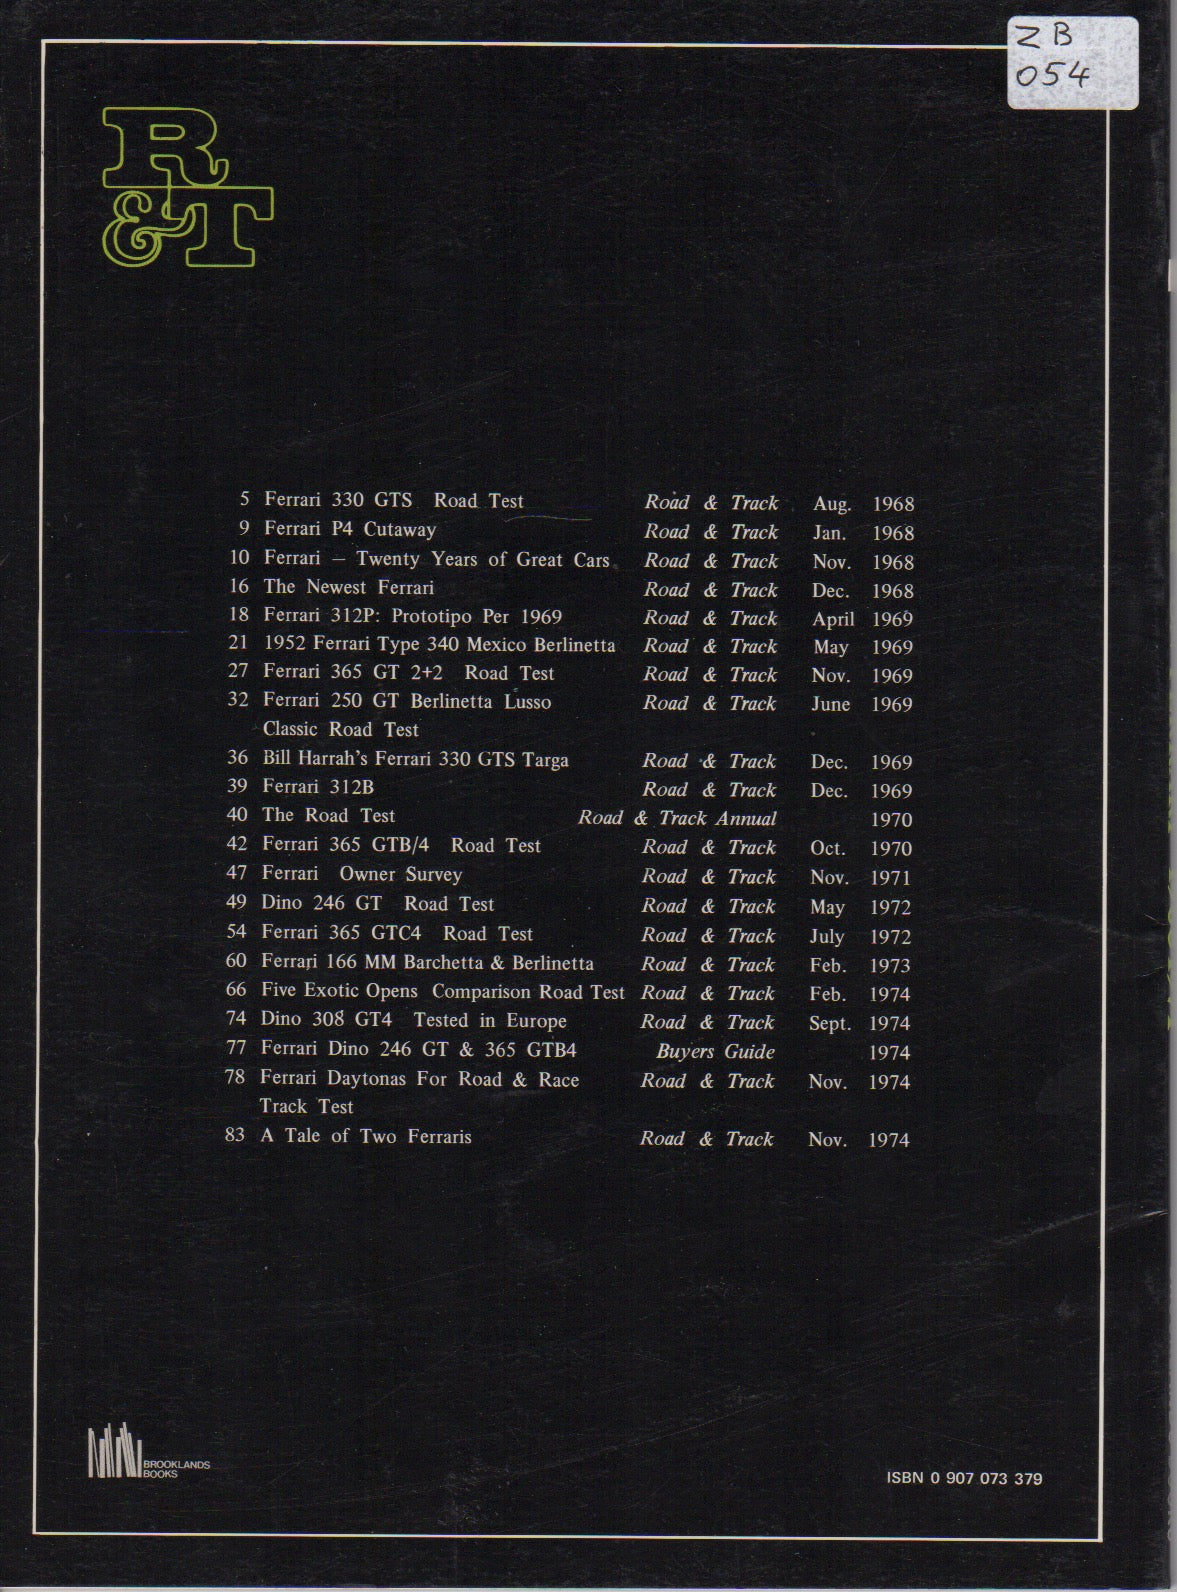 ZB
054
R
&T
5 Ferrari 330 GTS Road Test Road & Track Aug. 1968
9 Ferrari P4 Cutaway Road & Track Jan. 1968
10 Ferrari – Twenty Years of Great Cars Road & Track Nov. 1968
16 The Newest Ferrari Road & Track Dec. 1968
18 Ferrari 312P: Prototipo Per 1969 Road & Track April 1969
21 1952 Ferrari Type 340 Mexico Berlinetta Road & Track May 1969
27 Ferrari 365 GT 2+2 Road Test Road & Track Nov. 1969
32 Ferrari 250 GT Berlinetta Lusso Road & Track June 1969
Classic Road Test
36 Bill Harrah's Ferrari 330 GTS Targa Road & Track Dec. 1969
39 Ferrari 312B Road & Track Dec. 1969
40 The Road Test Road & Track Annual 1970
42 Ferrari 365 GTB/4 Road Test Road & Track Oct. 1970
47 Ferrari Owner Survey Road & Track Nov. 1971
49 Dino 246 GT Road Test Road & Track May 1972
54 Ferrari 365 GTC4 Road Test Road & Track July 1972
60 Ferrari 166 MM Barchetta & Berlinetta Road & Track Feb. 1973
66 Five Exotic Opens Comparison Road Test Road & Track Feb. 1974
74 Dino 308 GT4 Tested in Europe Road & Track Sept. 1974
77 Ferrari Dino 246 GT & 365 GTB4 Buyers Guide 1974
78 Ferrari Daytonas For Road & Race Road & Track Nov. 1974
Track Test
83 A Tale of Two Ferraris Road & Track Nov. 1974
BROOKLANDS
BOOKS
ISBN 0 907 073 379